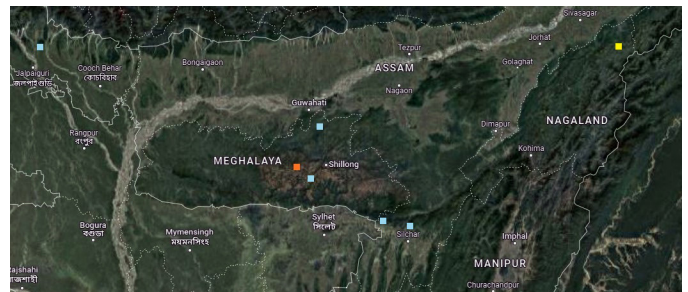 Sivasagar
Jorhat
Tezpur
ASSAM
Golaghat
Bongaigaon
Cooch Behar
কোচবিহার
Jalpaiguri
জলপাইগুড়ি
Nagaon
Guwahati
NAGALAND
Dimapur
Rangpur
রংপুর
Kohima
MEGHALAYA
Shillong
Sylhet
সিলেট
Bogura
বগুড়া
Mymensingh
ময়মনসিংহ
Silchar
Imphal
MANIPUR
Rajshahi
রাজশাহী
Churachandpur